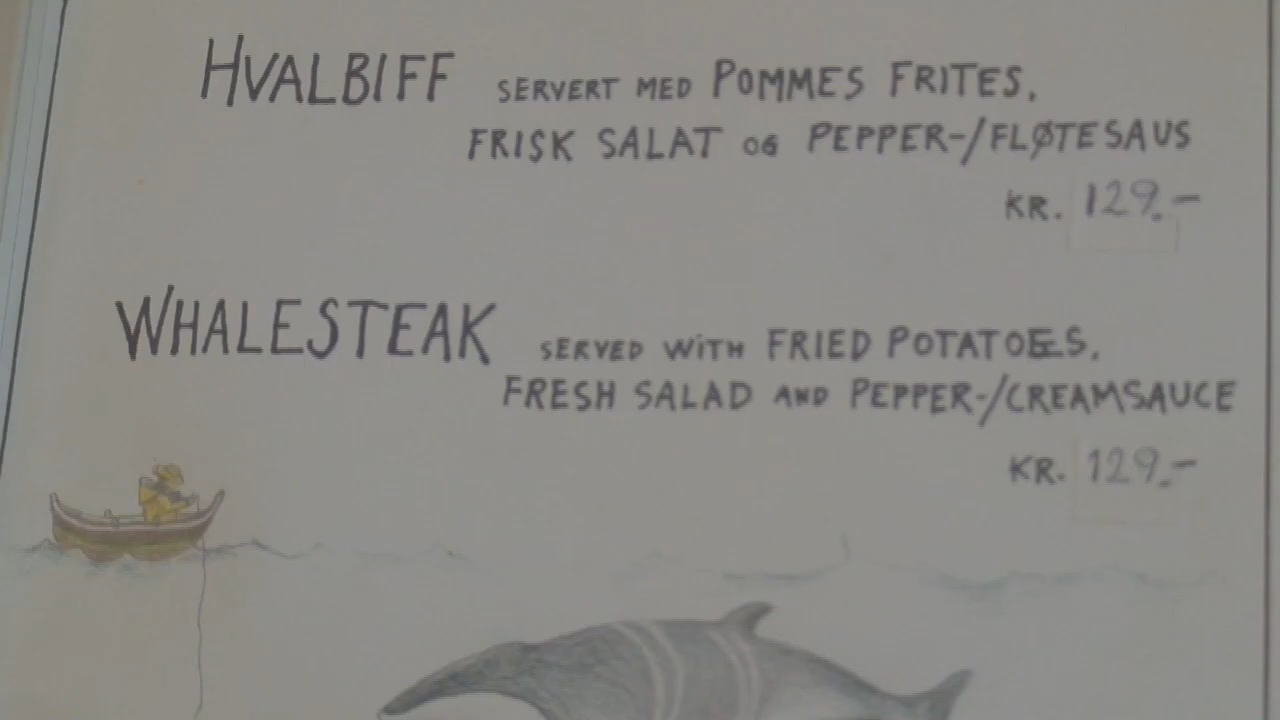 HVALBIFF SERVERT MED POMMES FRITES,
FRISK SALAT OG PEPPER-/FLØTESAUS
KR. 129.-
WHALESTEAK SERVED WITH FRIED POTATOES,
FRESH SALAD AND PEPPER-/CREAMSAUCE
KR. 129.-